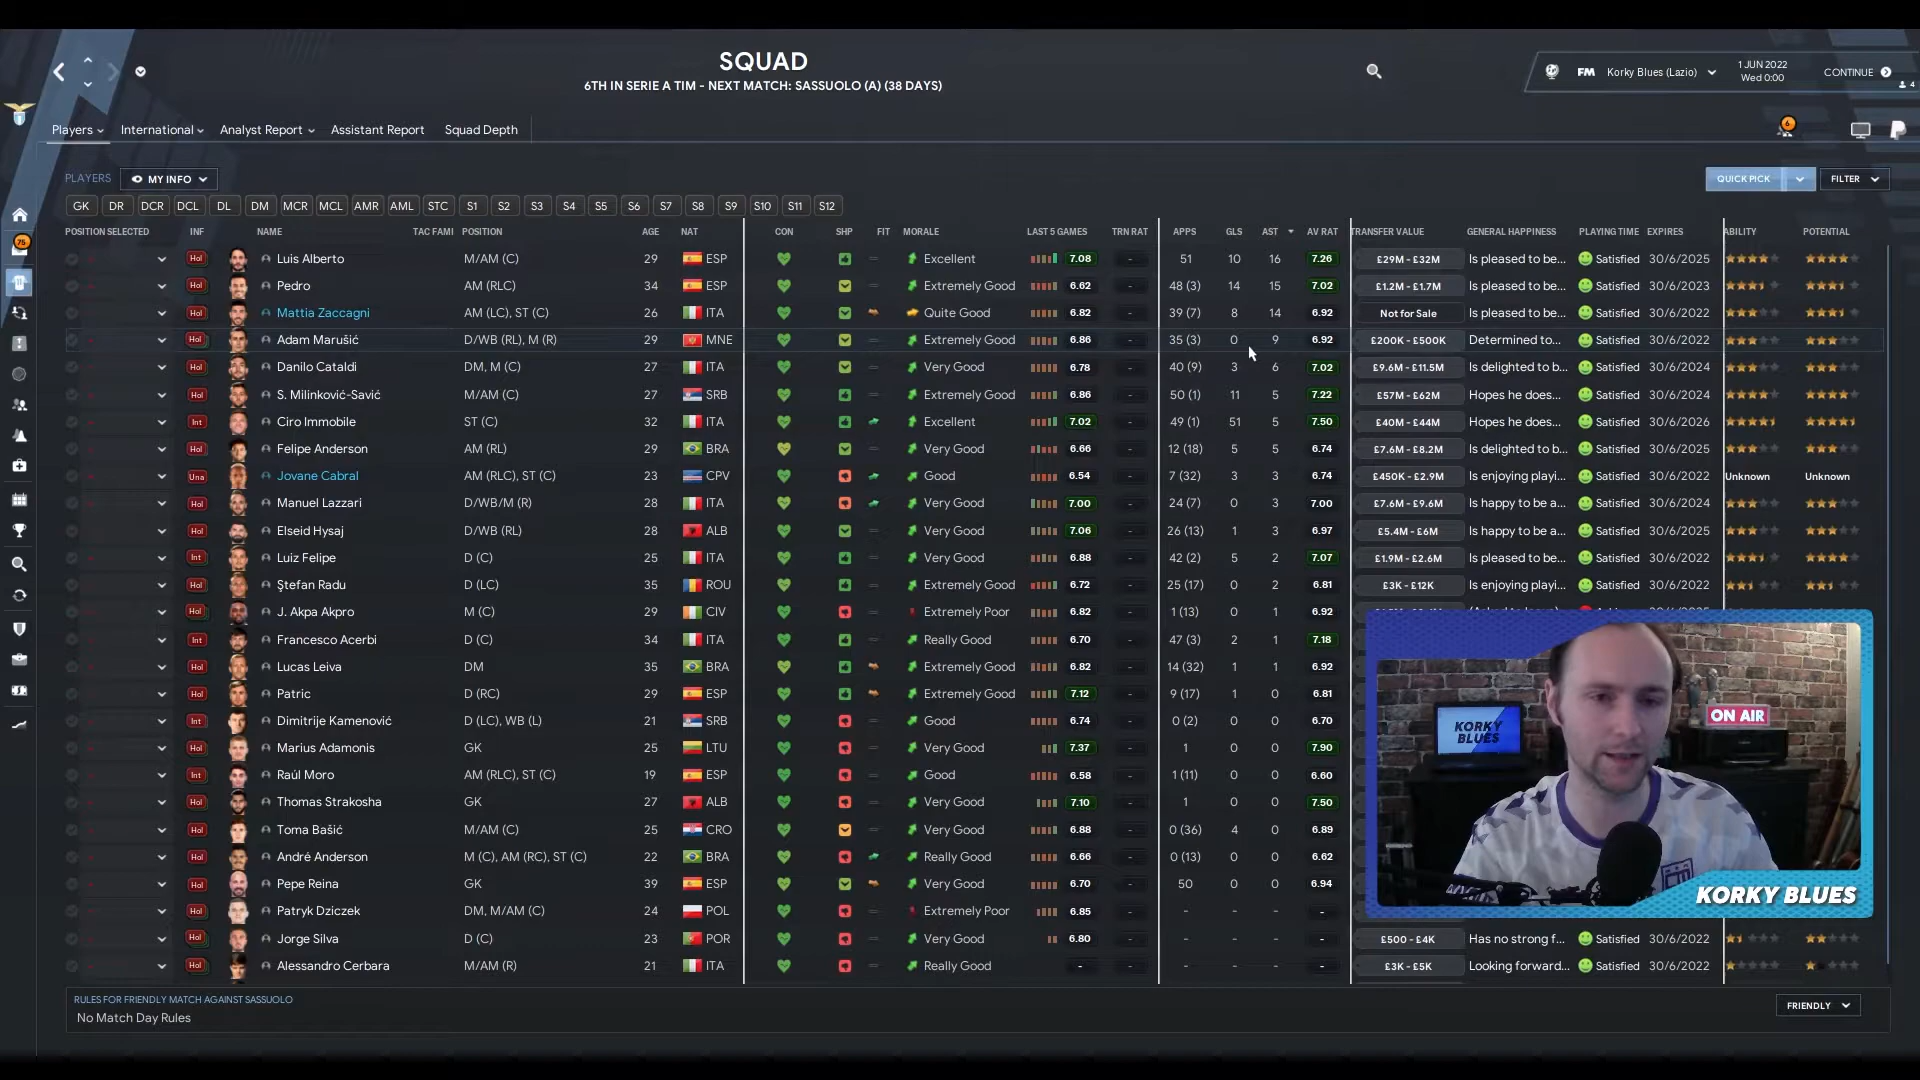 SQUAD
6TH IN SERIE A TIM - NEXT MATCH: SASSUOLO (A) (38 DAYS)
FM Korky Blues (Lazio)
1 JUN 2022
Wed 0:00
CONTINUE
4
Players International Analyst Report Assistant Report Squad Depth
6
PLAYERS MY INFO QUICK PICK FILTER
GK DR DCR DCL DL DM MCR MCL AMR AML STC S1 S2 S3 S4 S5 S6 S7 S8 S9 S10 S11 S12
75
POSITION SELECTED INF NAME TAC FAMI POSITION AGE NAT CON SHP FIT MORALE LAST 5 GAMES TRN RAT APPS GLS AST AV RAT TRANSFER VALUE GENERAL HAPPINESS PLAYING TIME EXPIRES ABILITY POTENTIAL
Hol Luis Alberto M/AM (C) 29 ESP Excellent 7.08 - 51 10 16 7.26 £29M - £32M Is pleased to be... Satisfied 30/6/2025
Hol Pedro AM (RLC) 34 ESP Extremely Good 6.62 - 48 (3) 14 15 7.02 £1.2M - £1.7M Is pleased to be... Satisfied 30/6/2023
Hol Mattia Zaccagni AM (LC), ST (C) 26 ITA Quite Good 6.82 - 39 (7) 8 14 6.92 Not for Sale Is pleased to be... Satisfied 30/6/2022
Hol Adam Marušić D/WB (RL), M (R) 29 MNE Extremely Good 6.86 - 35 (3) 0 9 6.92 £200K - £500K Determined to... Satisfied 30/6/2022
Hol Danilo Cataldi DM, M (C) 27 ITA Very Good 6.78 - 40 (9) 3 6 7.02 £9.6M - £11.5M Is delighted to b... Satisfied 30/6/2024
Hol S. Milinković-Savić M/AM (C) 27 SRB Extremely Good 6.86 - 50 (1) 11 5 7.22 £57M - £62M Hopes he does... Satisfied 30/6/2024
Int Ciro Immobile ST (C) 32 ITA Excellent 7.02 - 49 (1) 51 5 7.50 £40M - £44M Hopes he does... Satisfied 30/6/2026
Hol Felipe Anderson AM (RL) 29 BRA Very Good 6.66 - 12 (18) 5 5 6.74 £7.6M - £8.2M Is delighted to b... Satisfied 30/6/2025
Una Jovane Cabral AM (RLC), ST (C) 23 CPV Good 6.54 - 7 (32) 3 3 6.74 £450K - £2.9M Is enjoying playi... Satisfied 30/6/2022 Unknown Unknown
Hol Manuel Lazzari D/WB/M (R) 28 ITA Very Good 7.00 - 24 (7) 0 3 7.00 £7.6M - £9.6M Is happy to be a... Satisfied 30/6/2024
Hol Elseid Hysaj D/WB (RL) 28 ALB Very Good 7.06 - 26 (13) 1 3 6.97 £5.4M - £6M Is happy to be a... Satisfied 30/6/2025
Int Luiz Felipe D (C) 25 ITA Very Good 6.88 - 42 (2) 5 2 7.07 £1.9M - £2.6M Is pleased to be... Satisfied 30/6/2022
Hol Ştefan Radu D (LC) 35 ROU Extremely Good 6.72 - 25 (17) 0 2 6.81 £3K - £12K Is enjoying playi... Satisfied 30/6/2022
Hol J. Akpa Akpro M (C) 29 CIV Extremely Poor 6.82 - 1 (13) 0 1 6.92
Int Francesco Acerbi D (C) 34 ITA Really Good 6.70 - 47 (3) 2 1 7.18
Hol Lucas Leiva DM 35 BRA Extremely Good 6.82 - 14 (32) 1 1 6.92
Hol Patric D (RC) 29 ESP Extremely Good 7.12 - 9 (17) 1 0 6.81
Int Dimitrije Kamenović D (LC), WB (L) 21 SRB Good 6.74 - 0 (2) 0 0 6.70
Hol Marius Adamonis GK 25 LTU Very Good 7.37 - 1 0 0 7.90
Int Raúl Moro AM (RLC), ST (C) 19 ESP Good 6.58 - 1 (11) 0 0 6.60
Hol Thomas Strakosha GK 27 ALB Very Good 7.10 - 1 0 0 7.50
Hol Toma Bašić M/AM (C) 25 CRO Very Good 6.88 - 0 (36) 4 0 6.89
Hol André Anderson M (C), AM (RC), ST (C) 22 BRA Really Good 6.66 - 0 (13) 0 0 6.62
Hol Pepe Reina GK 39 ESP Very Good 6.70 - 50 0 0 6.94
Hol Patryk Dziczek DM, M/AM (C) 24 POL Extremely Poor 6.85 - - - - -
Hol Jorge Silva D (C) 23 POR Very Good 6.80 - - - - - £500 - £4K Has no strong f... Satisfied 30/6/2022
Hol Alessandro Cerbara M/AM (R) 21 ITA Really Good - - - - - - £3K - £5K Looking forward... Satisfied 30/6/2022
KORKY BLUES
ON AIR
KORKY BLUES
RULES FOR FRIENDLY MATCH AGAINST SASSUOLO
No Match Day Rules
FRIENDLY